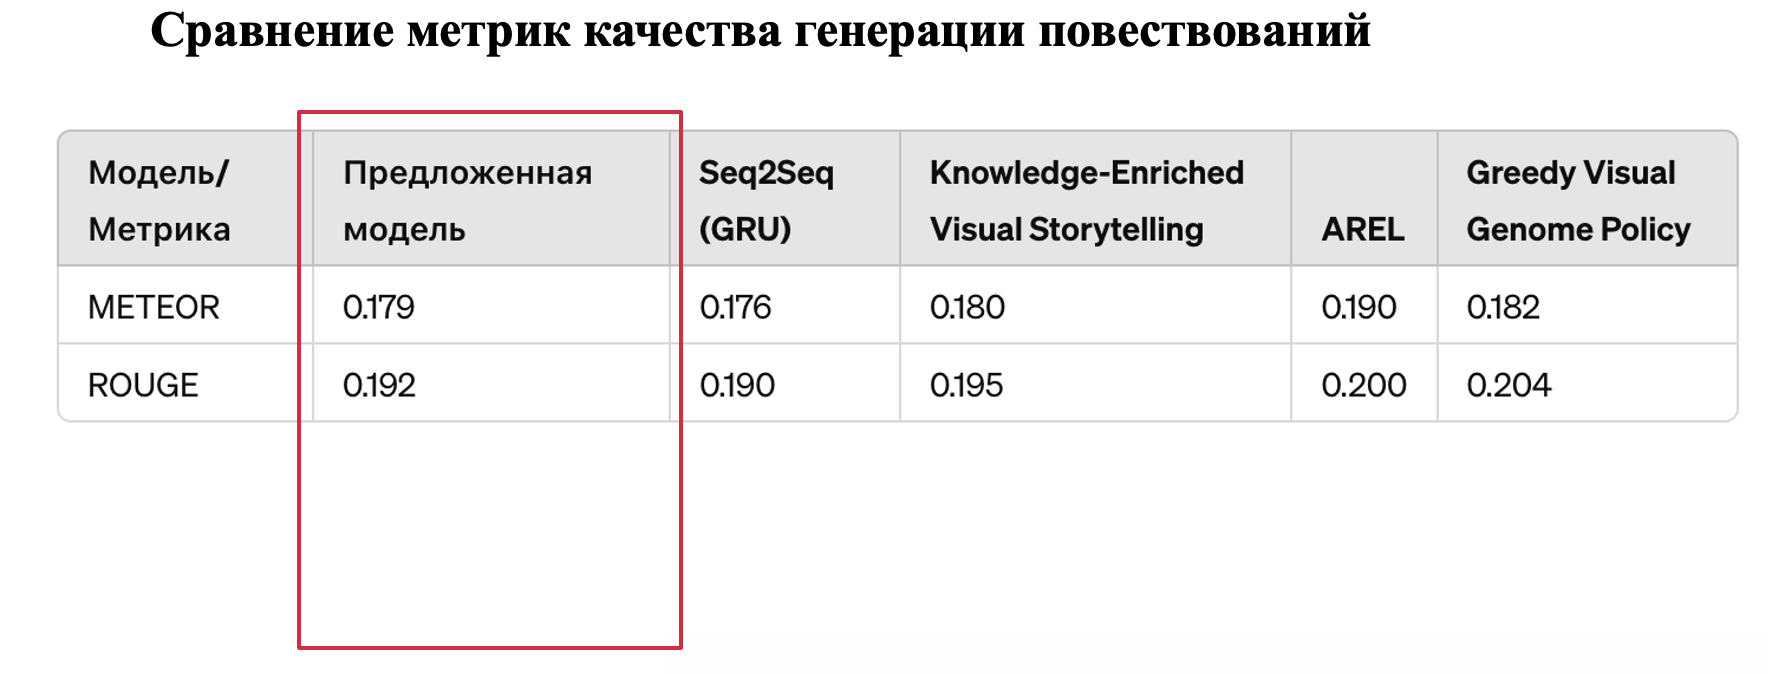 Сравнение метрик качества генерации повествований
Модель/ Предложенная Seq2Seq Knowledge-Enriched Greedy Visual
Метрика модель (GRU) Visual Storytelling AREL Genome Policy
METEOR 0.179 0.176 0.180 0.190 0.182
ROUGE 0.192 0.190 0.195 0.200 0.204